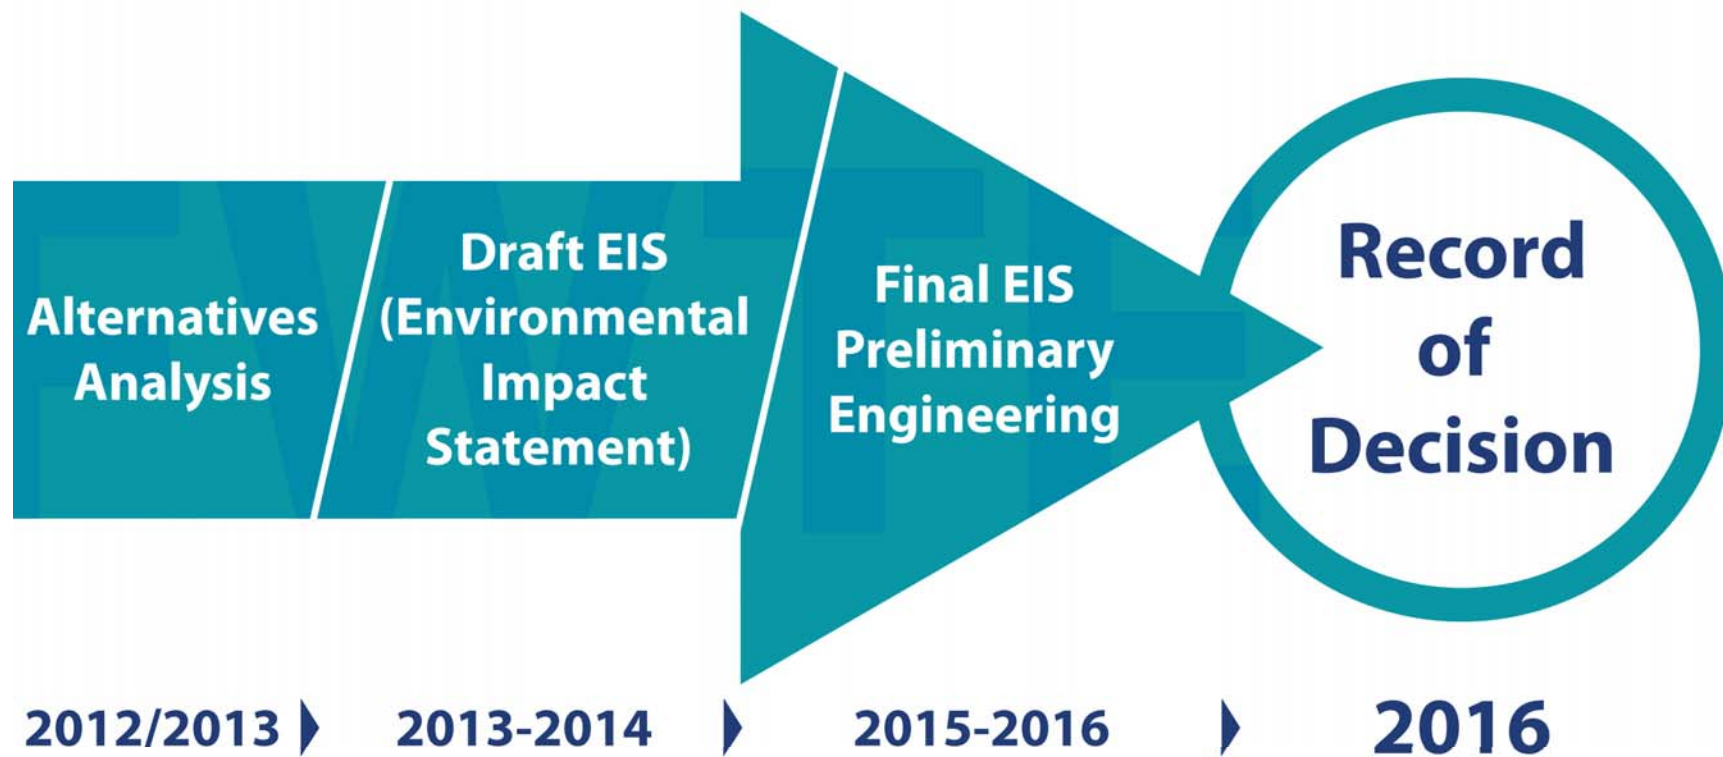 Alternatives
Analysis
Draft EIS
(Environmental
Impact
Statement)
Final EIS
Preliminary
Engineering
Record
of
Decision
2012/2013
2013-2014
2015-2016
2016